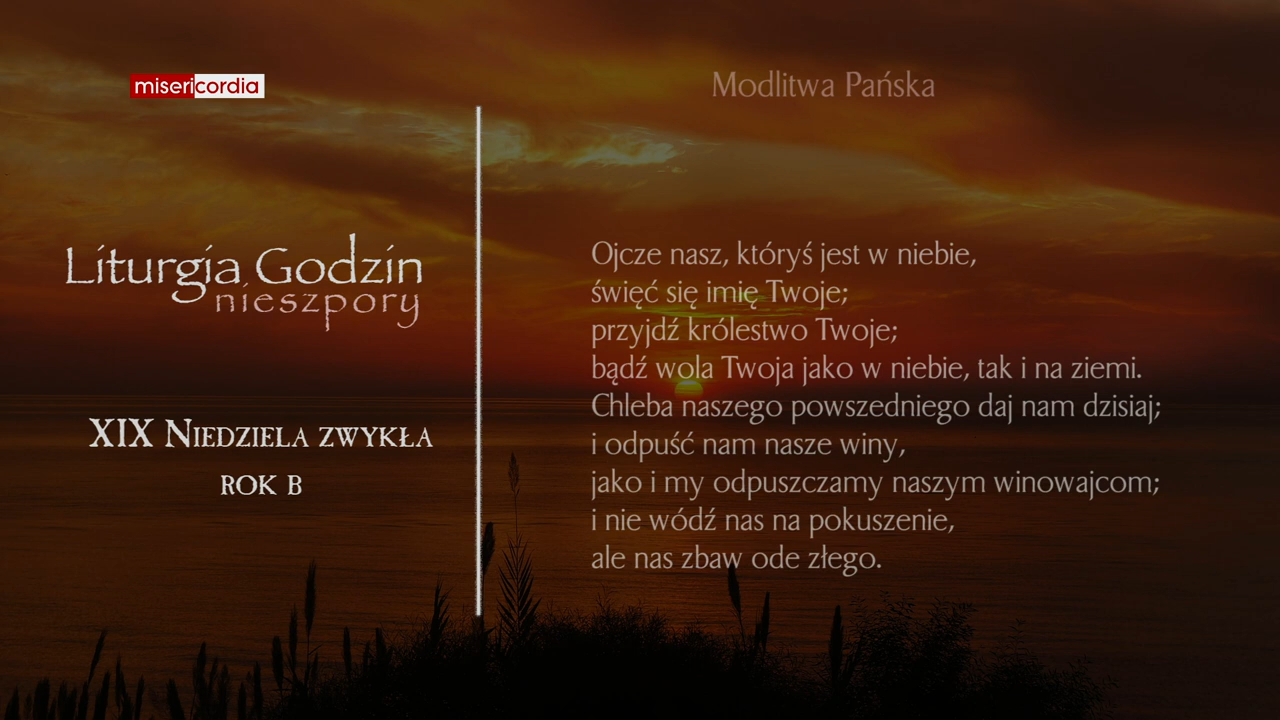 misericordia
Liturgia Godzin
nieszpory
XIX Niedziela zwykła
rok B
Modlitwa Pańska
Ojcze nasz, któryś jest w niebie,
święć się imię Twoje;
przyjdź królestwo Twoje;
bądź wola Twoja jako w niebie, tak i na ziemi.
Chleba naszego powszedniego daj nam dzisiaj;
i odpuść nam nasze winy,
jako i my odpuszczamy naszym winowajcom;
i nie wódź nas na pokuszenie,
ale nas zbaw ode złego.